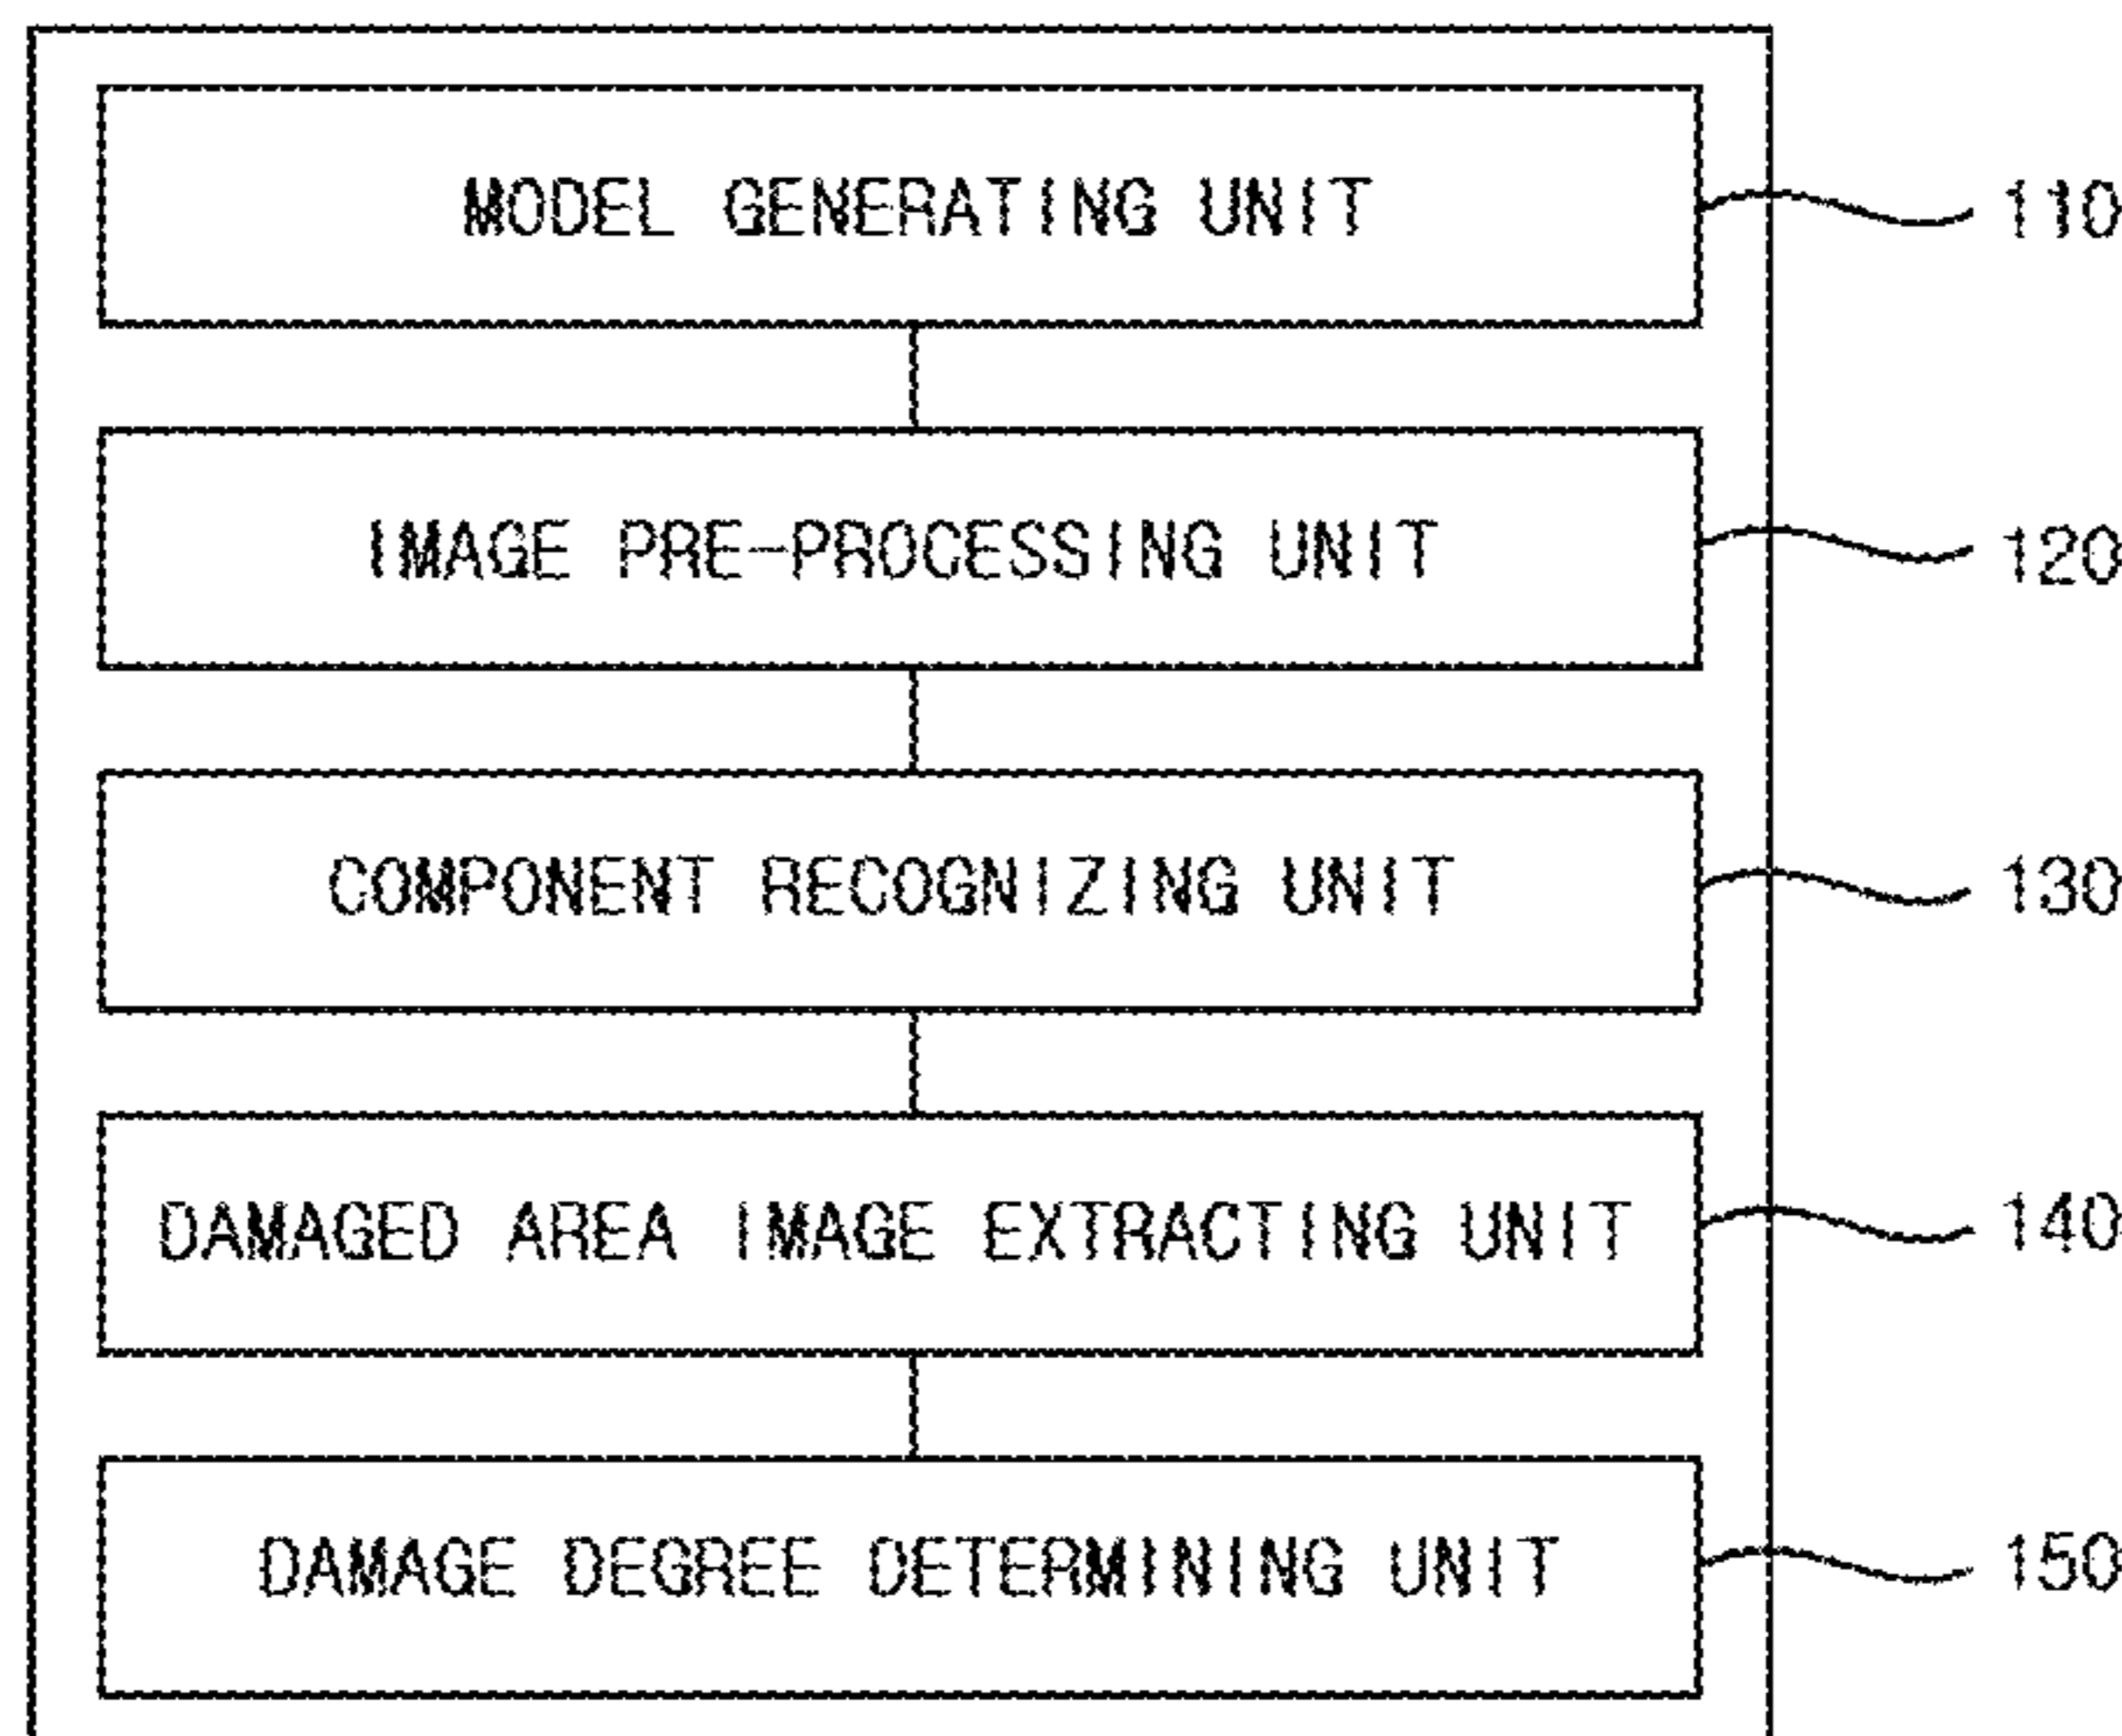 MODEL GENERATING UNIT 110
IMAGE PRE-PROCESSING UNIT 120
COMPONENT RECOGNIZING UNIT 130
DAMAGED AREA IMAGE EXTRACTING UNIT 140
DAMAGE DEGREE DETERMINING UNIT 150